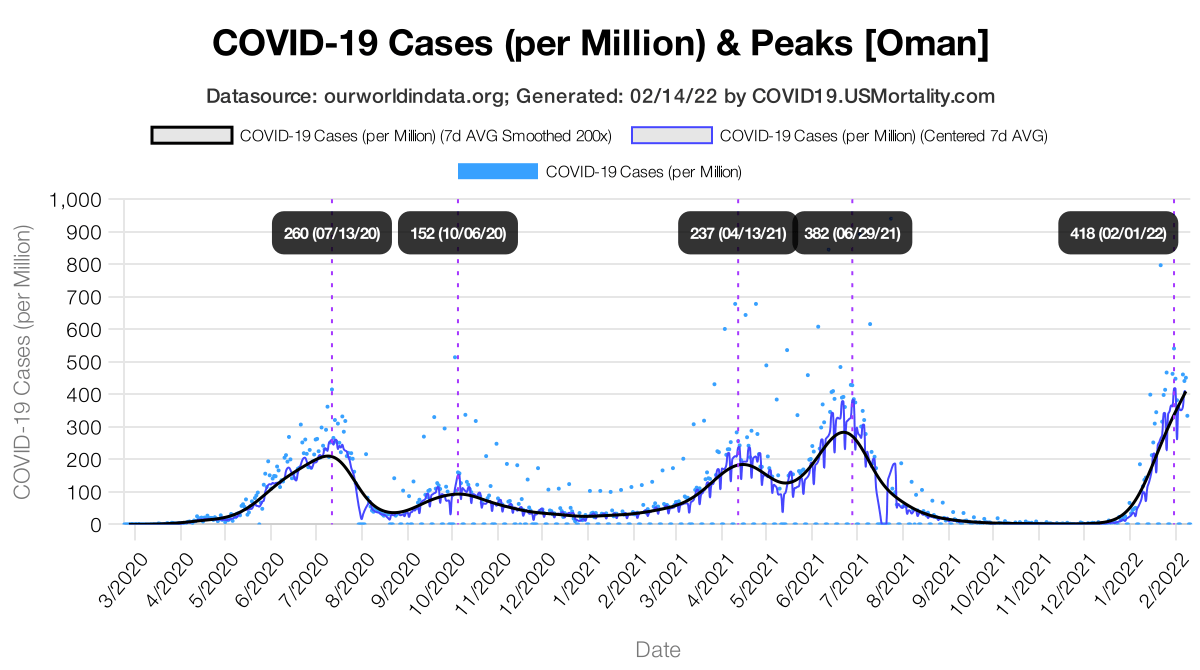 COVID-19 Cases (per Million) & Peaks [Oman]
Datasource: ourworldindata.org; Generated: 02/14/22 by COVID19.USMortality.com
COVID-19 Cases (per Million) (7d AVG Smoothed 200x) COVID-19 Cases (per Million) (Centered 7d AVG)
COVID-19 Cases (per Million)
COVID-19 Cases (per Million)
1,000
900
800
700
600
500
400
300
200
100
0
260 (07/13/20) 152 (10/06/20) 237 (04/13/21) 382 (06/29/21) 418 (02/01/22)
3/2020 4/2020 5/2020 6/2020 7/2020 8/2020 9/2020 10/2020 11/2020 12/2020 1/2021 2/2021 3/2021 4/2021 5/2021 6/2021 7/2021 8/2021 9/2021 10/2021 11/2021 12/2021 1/2022 2/2022
Date